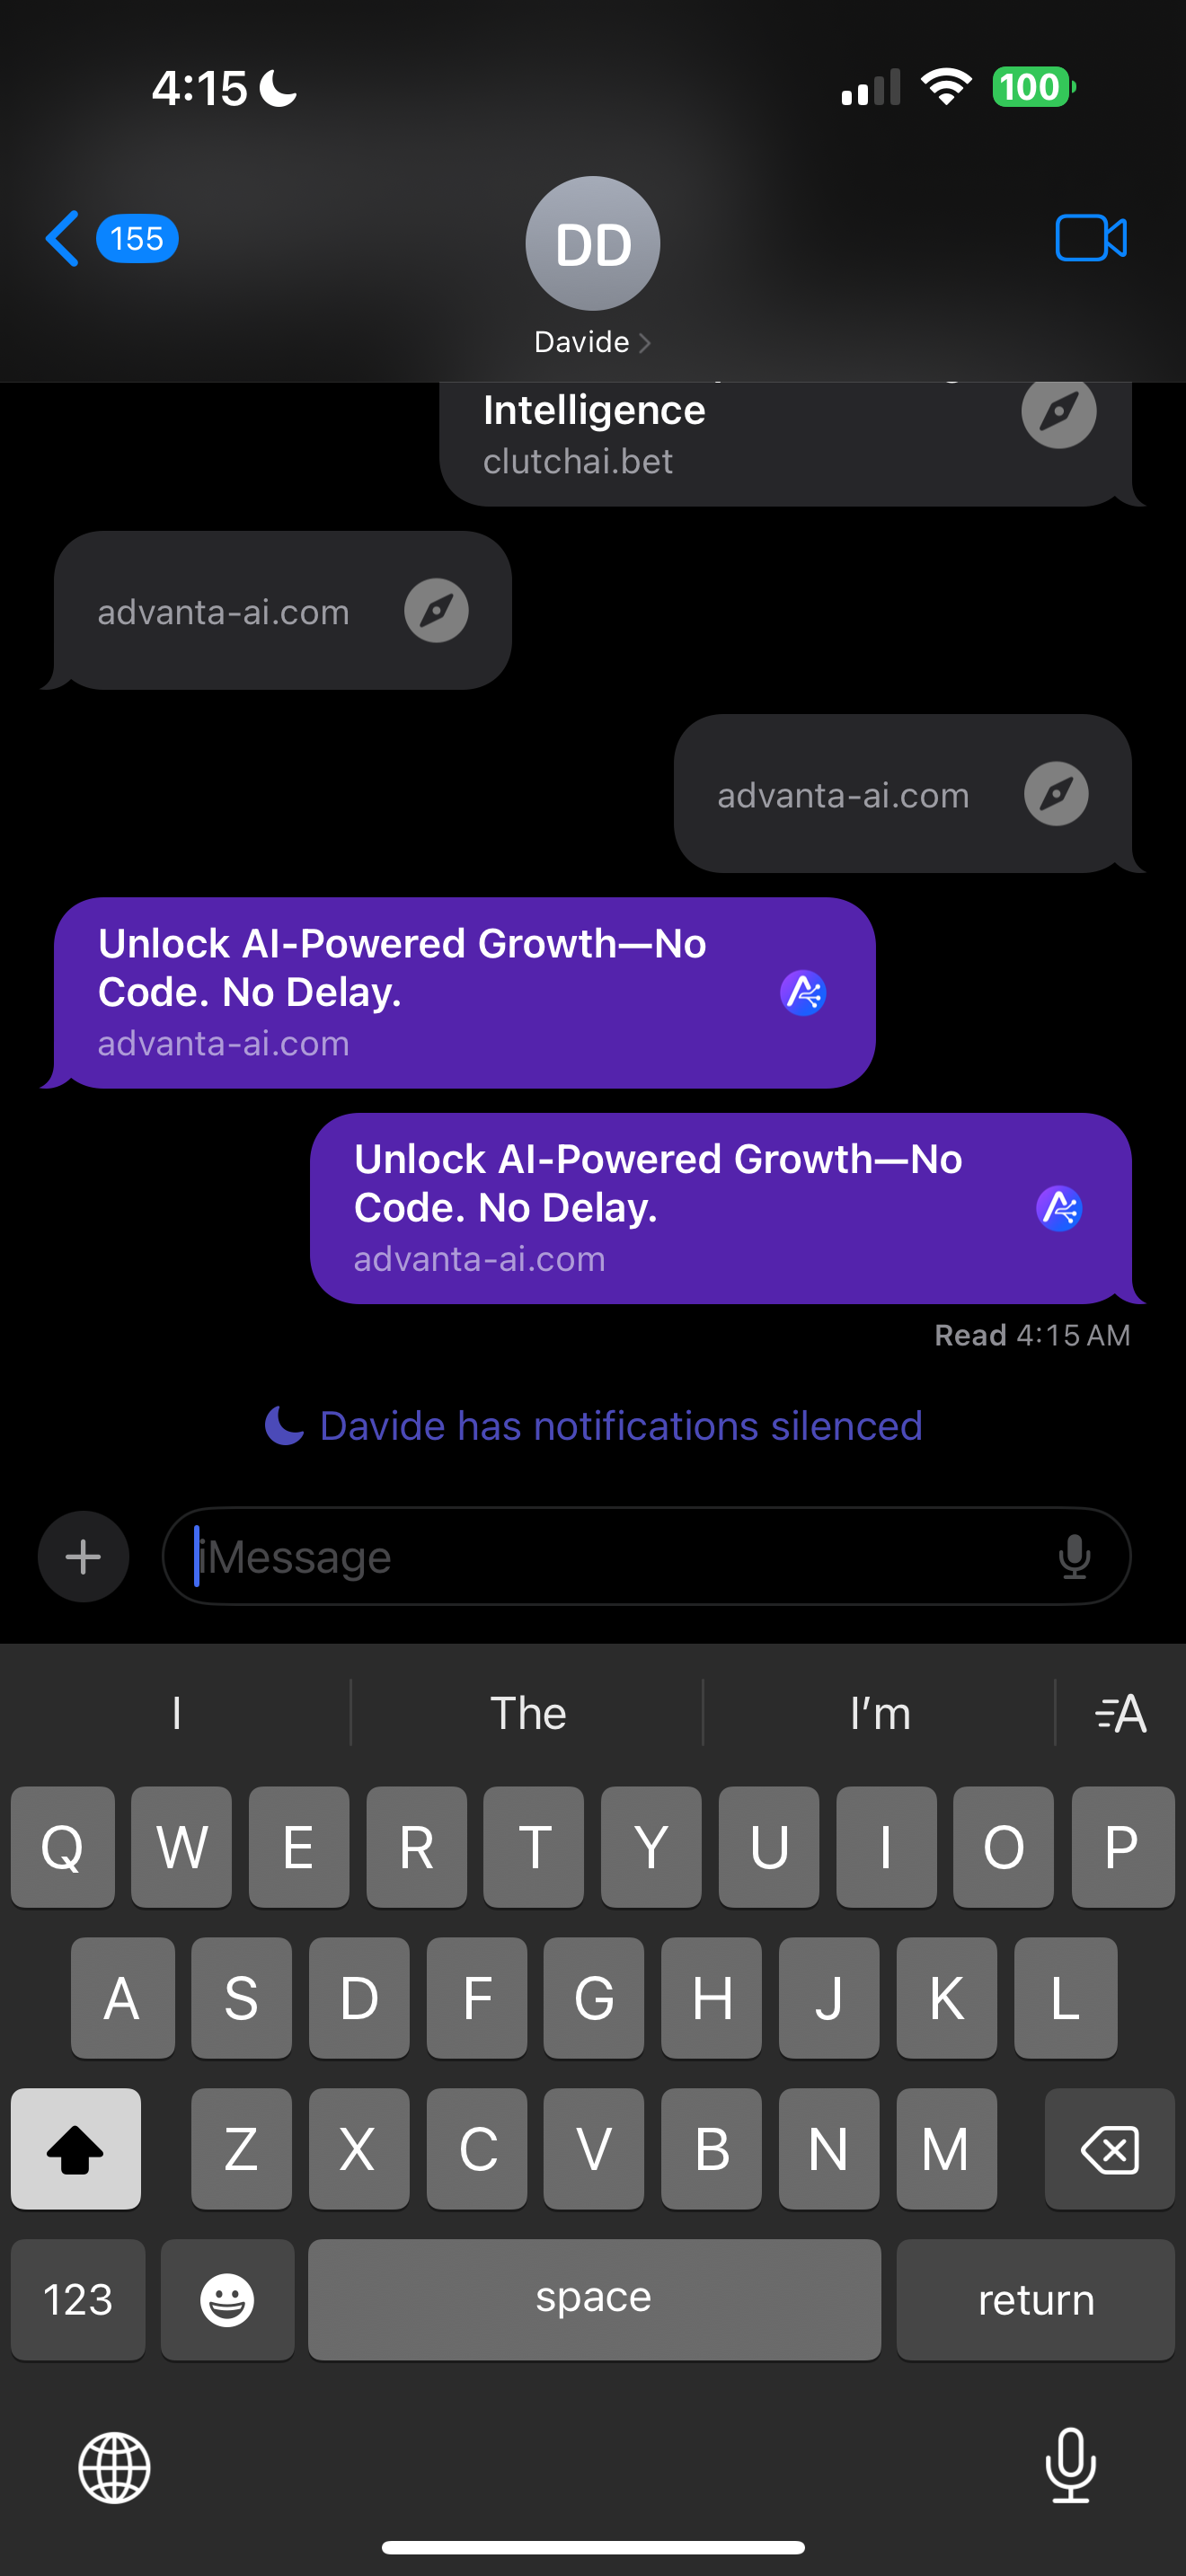 4:15
100
155
DD
Davide
Intelligence
clutchai.bet
advanta-ai.com
advanta-ai.com
Unlock AI-Powered Growth—No
Code. No Delay.
advanta-ai.com
Unlock AI-Powered Growth—No
Code. No Delay.
advanta-ai.com
Read 4:15 AM
Davide has notifications silenced
iMessage
I The I’m
Q W E R T Y U I O P
A S D F G H J K L
Z X C V B N M
123 space return